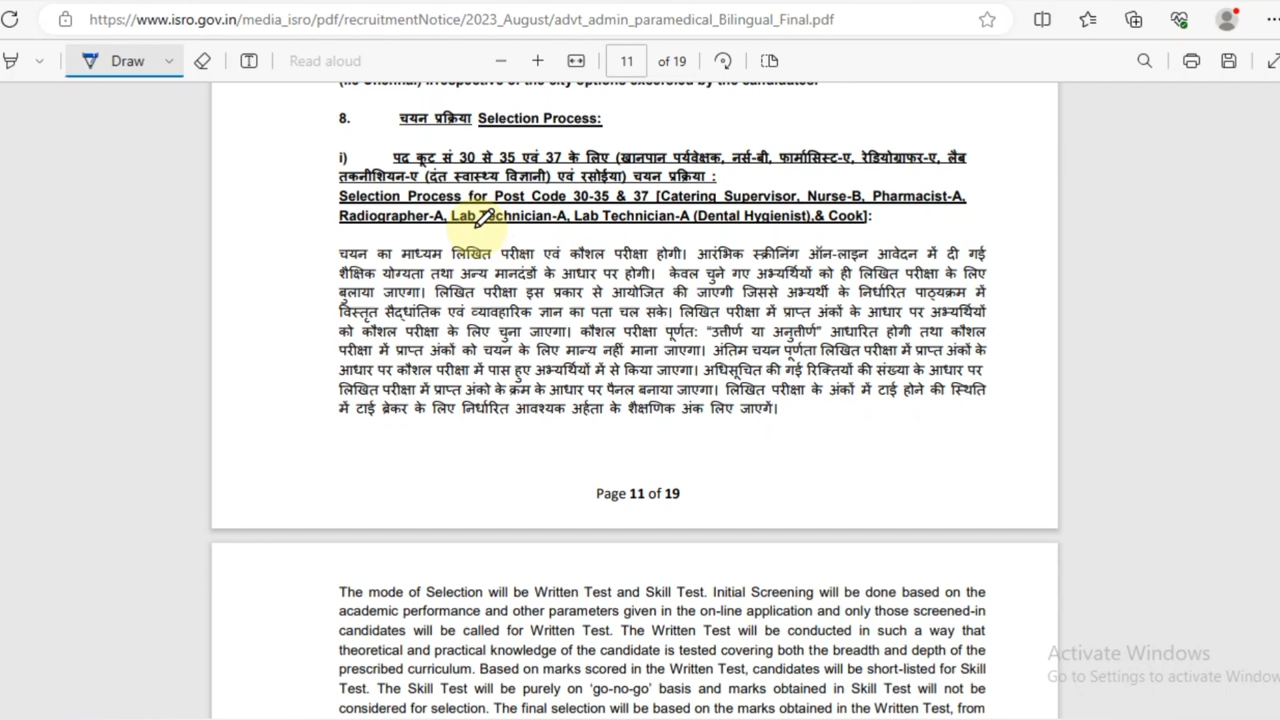 https://www.isro.gov.in/media_isro/pdf/recruitmentNotice/2023_August/advt_admin_paramedical_Bilingual_Final.pdf
Draw
Read aloud
11 of 19
(i.e Chennai) irrespective of the city options exercised by the candidates.
8. चयन प्रक्रिया Selection Process:
i) पद कूट सं 30 से 35 एवं 37 के लिए (खानपान पर्यवेक्षक, नर्स-बी, फार्मासिस्ट-ए, रेडियोग्राफर-ए, लैब
तकनीशियन-ए (दंत स्वास्थ्य विज्ञानी) एवं रसोईया) चयन प्रक्रिया :
Selection Process for Post Code 30-35 & 37 [Catering Supervisor, Nurse-B, Pharmacist-A,
Radiographer-A, Lab Technician-A, Lab Technician-A (Dental Hygienist),& Cook]:
चयन का माध्यम लिखित परीक्षा एवं कौशल परीक्षा होगी। आरंभिक स्क्रीनिंग ऑन-लाइन आवेदन में दी गई
शैक्षिक योग्यता तथा अन्य मानदंडों के आधार पर होगी। केवल चुने गए अभ्यर्थियों को ही लिखित परीक्षा के लिए
बुलाया जाएगा। लिखित परीक्षा इस प्रकार से आयोजित की जाएगी जिससे अभ्यर्थी के निर्धारित पाठ्यक्रम में
विस्तृत सैद्धांतिक एवं व्यावहारिक ज्ञान का पता चल सके। लिखित परीक्षा में प्राप्त अंकों के आधार पर अभ्यर्थियों
को कौशल परीक्षा के लिए चुना जाएगा। कौशल परीक्षा पूर्णत: “उत्तीर्ण या अनुत्तीर्ण” आधारित होगी तथा कौशल
परीक्षा में प्राप्त अंकों को चयन के लिए मान्य नहीं माना जाएगा। अंतिम चयन पूर्णता लिखित परीक्षा में प्राप्त अंकों के
आधार पर कौशल परीक्षा में पास हुए अभ्यर्थियों में से किया जाएगा। अधिसूचित की गई रिक्तियों की संख्या के आधार पर
लिखित परीक्षा में प्राप्त अंको के क्रम के आधार पर पैनल बनाया जाएगा। लिखित परीक्षा के अंकों में टाई होने की स्थिति
में टाई ब्रेकर के लिए निर्धारित आवश्यक अर्हता के शैक्षणिक अंक लिए जाएगें।
Page 11 of 19
The mode of Selection will be Written Test and Skill Test. Initial Screening will be done based on the
academic performance and other parameters given in the on-line application and only those screened-in
candidates will be called for Written Test. The Written Test will be conducted in such a way that
theoretical and practical knowledge of the candidate is tested covering both the breadth and depth of the
prescribed curriculum. Based on marks scored in the Written Test, candidates will be short-listed for Skill
Test. The Skill Test will be purely on ‘go-no-go’ basis and marks obtained in Skill Test will not be
considered for selection. The final selection will be based on the marks obtained in the Written Test, from
Activate Windows
Go to Settings to activate Window